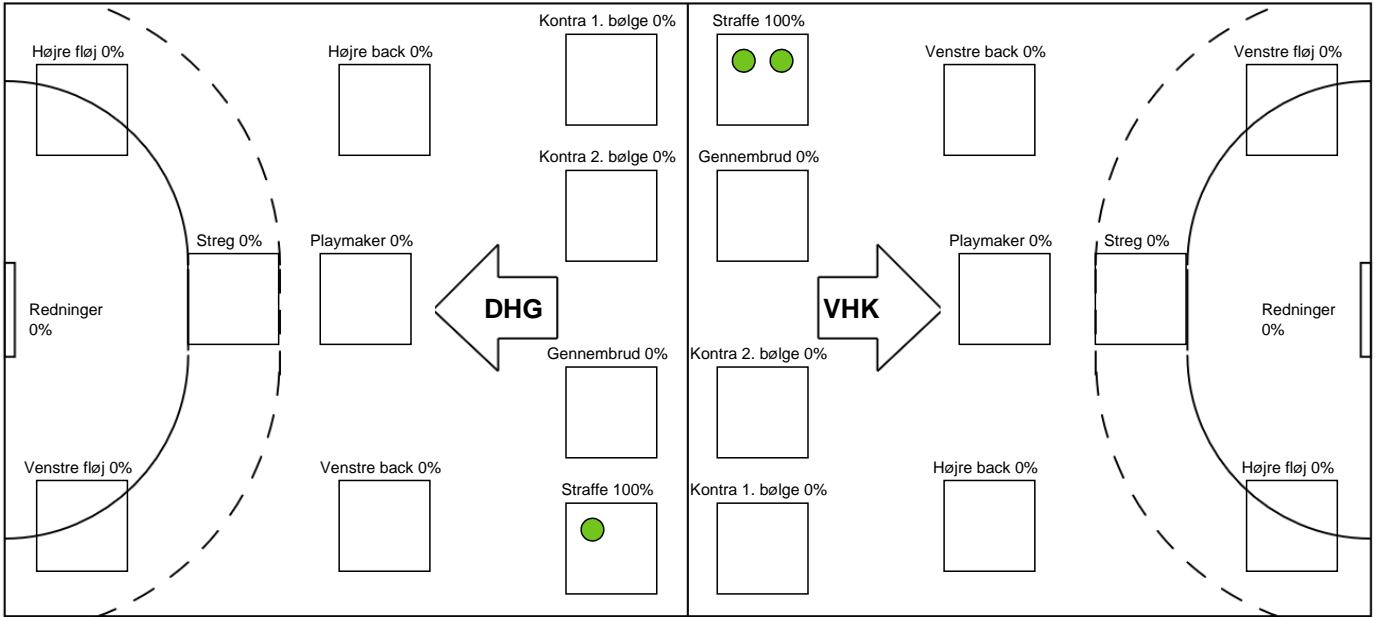 Kontra 1. bølge 0%
Straffe 100%
Højre fløj 0%
Højre back 0%
Venstre back 0%
Venstre fløj 0%
Kontra 2. bølge 0%
Gennembrud 0%
Streg 0%
Playmaker 0%
Playmaker 0%
Streg 0%
Redninger
0%
DHG
VHK
Redninger
0%
Gennembrud 0%
Kontra 2. bølge 0%
Venstre fløj 0%
Venstre back 0%
Højre back 0%
Højre fløj 0%
Straffe 100%
Kontra 1. bølge 0%